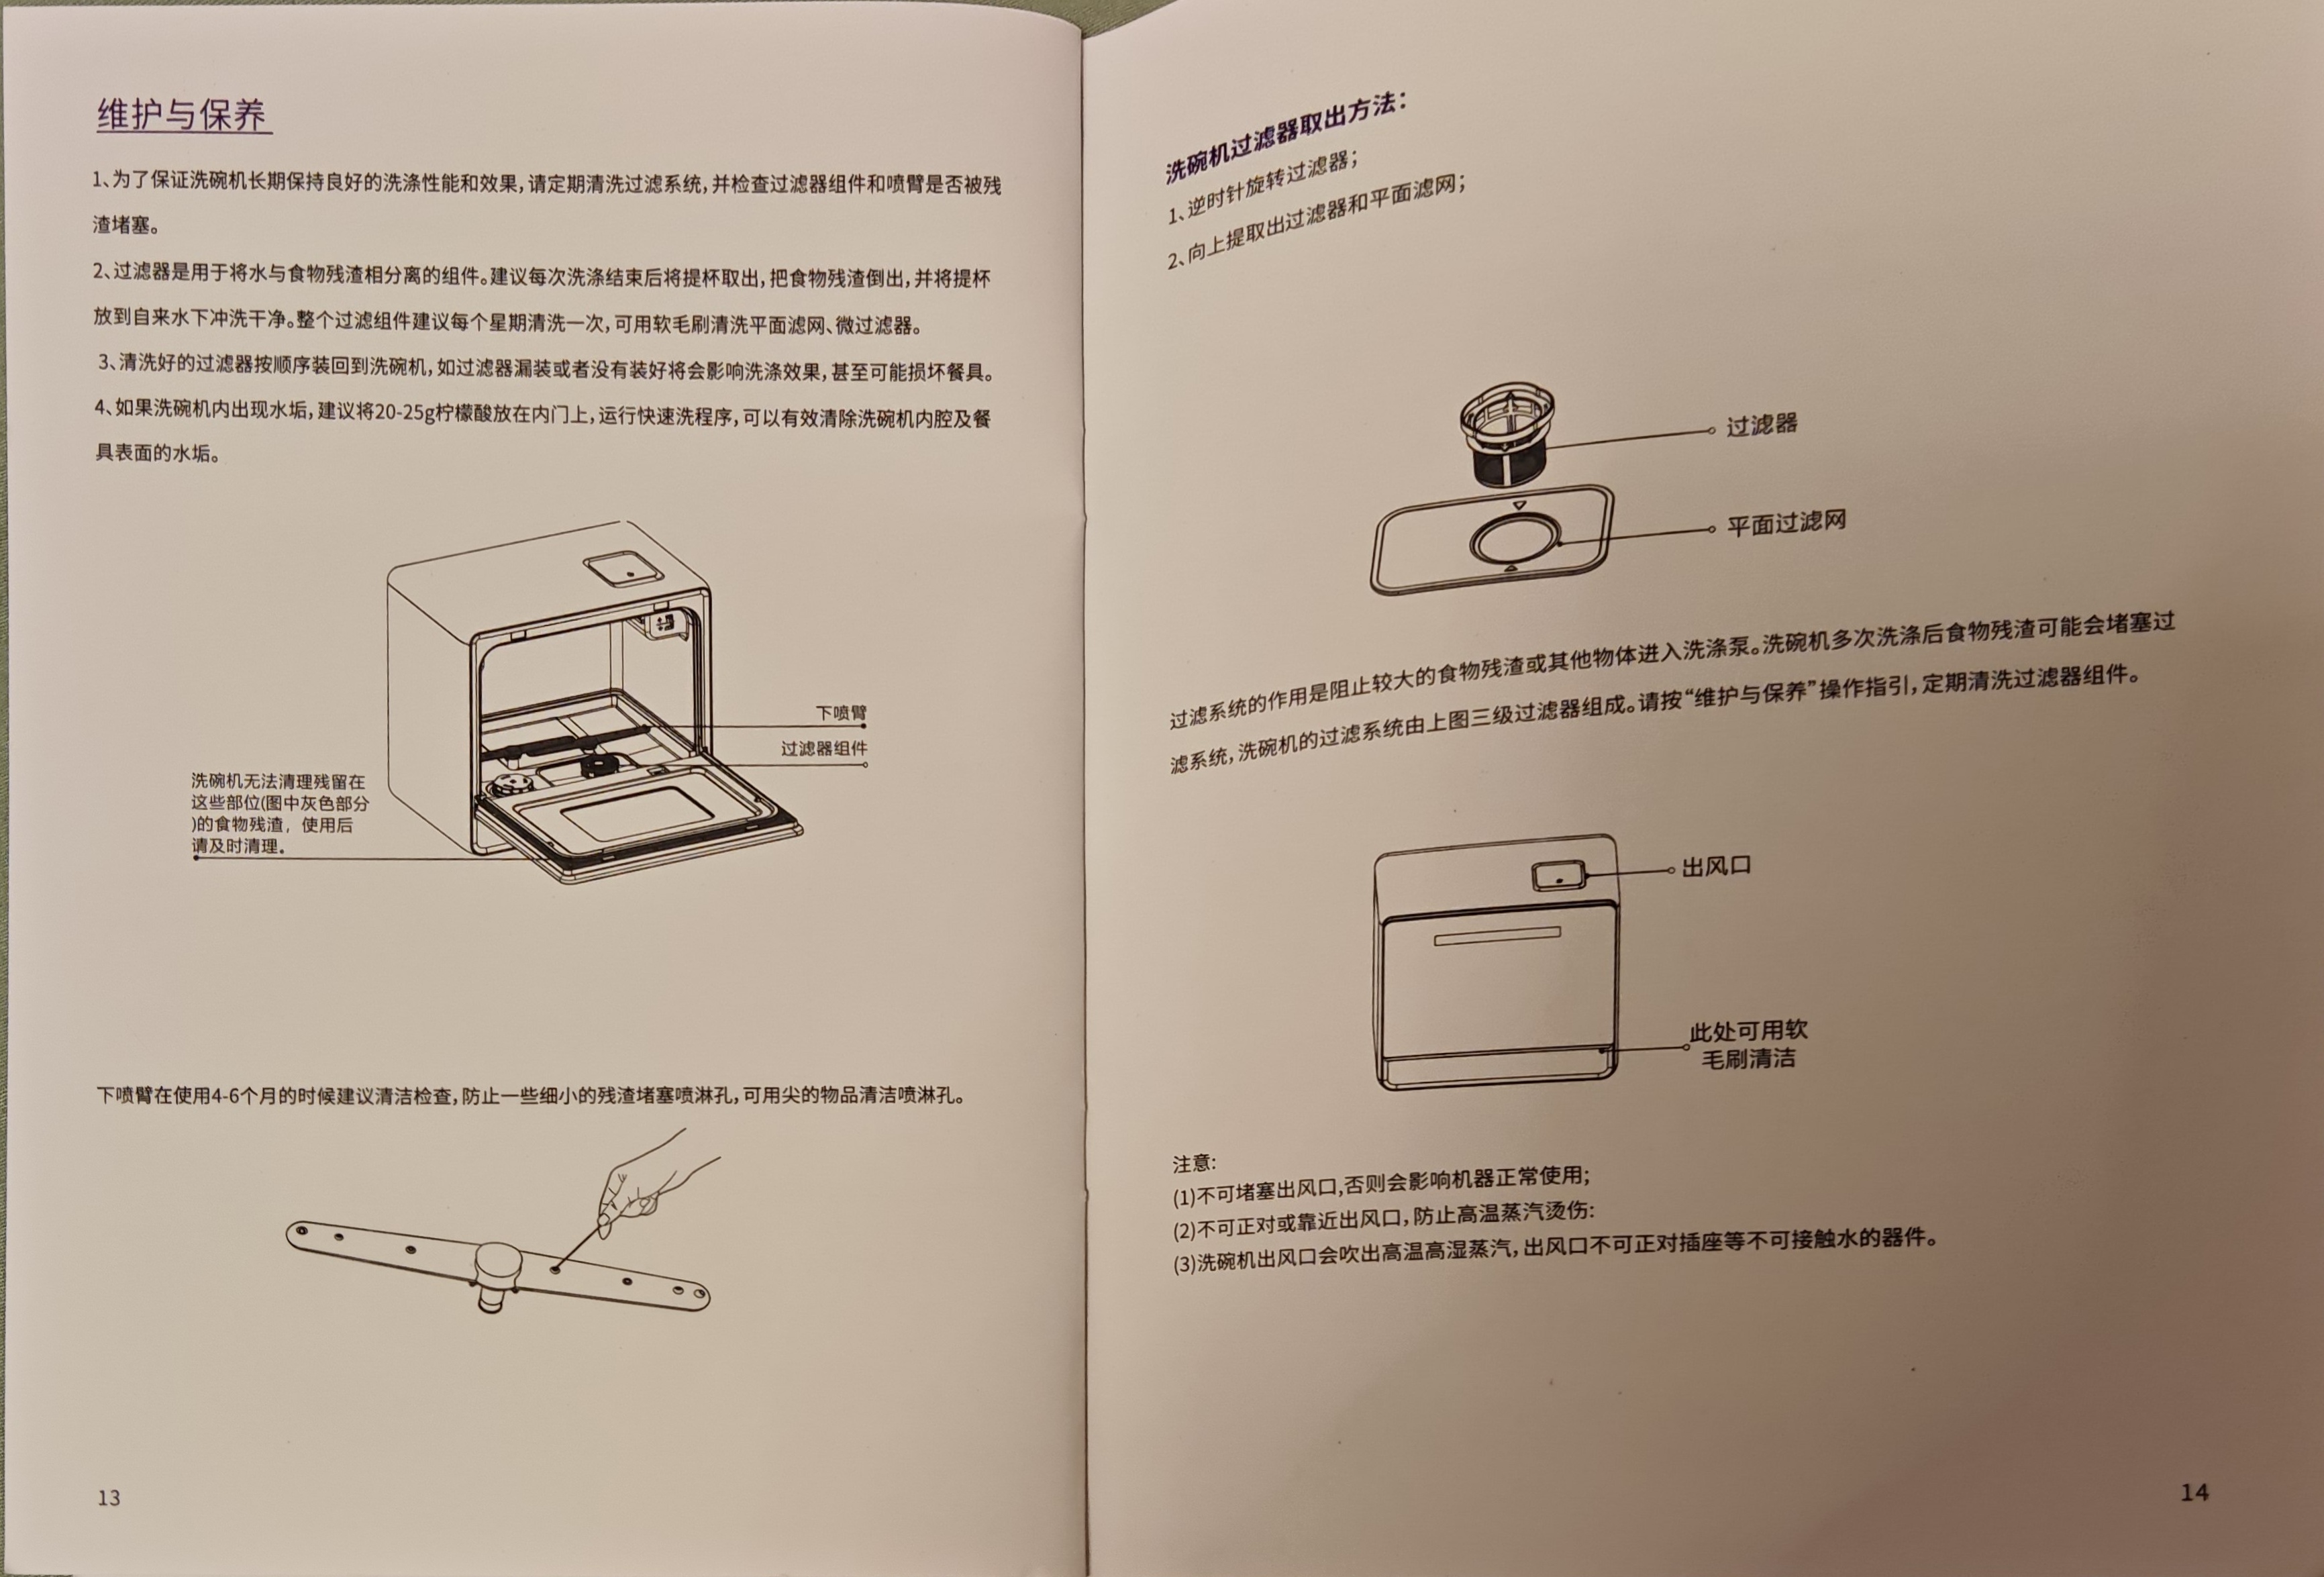 维护与保养
1、为了保证洗碗机长期保持良好的洗涤性能和效果,请定期清洗过滤系统,并检查过滤器组件和喷臂是否被残
渣堵塞。
2、过滤器是用于将水与食物残渣相分离的组件。建议每次洗涤结束后将提杯取出,把食物残渣倒出,并将提杯
放到自来水下冲洗干净。整个过滤组件建议每个星期清洗一次,可用软毛刷清洗平面滤网、微过滤器。
3、清洗好的过滤器按顺序装回到洗碗机,如过滤器漏装或者没有装好将会影响洗涤效果,甚至可能损坏餐具。
4、如果洗碗机内出现水垢,建议将20-25g柠檬酸放在内门上,运行快速洗程序,可以有效清除洗碗机内腔及餐
具表面的水垢。
下喷臂
过滤器组件
洗碗机无法清理残留在
这些部位(图中灰色部分
)的食物残渣，使用后
请及时清理。
下喷臂在使用4-6个月的时候建议清洁检查,防止一些细小的残渣堵塞喷淋孔,可用尖的物品清洁喷淋孔。
13
洗碗机过滤器取出方法：
1、逆时针旋转过滤器；
2、向上提取出过滤器和平面滤网；
过滤器
平面过滤网
过滤系统的作用是阻止较大的食物残渣或其他物体进入洗涤泵。洗碗机多次洗涤后食物残渣可能会堵塞过
滤系统,洗碗机的过滤系统由上图三级过滤器组成。请按“维护与保养”操作指引,定期清洗过滤器组件。
出风口
此处可用软
毛刷清洁
注意:
(1)不可堵塞出风口,否则会影响机器正常使用;
(2)不可正对或靠近出风口,防止高温蒸汽烫伤:
(3)洗碗机出风口会吹出高温高湿蒸汽,出风口不可正对插座等不可接触水的器件。
14